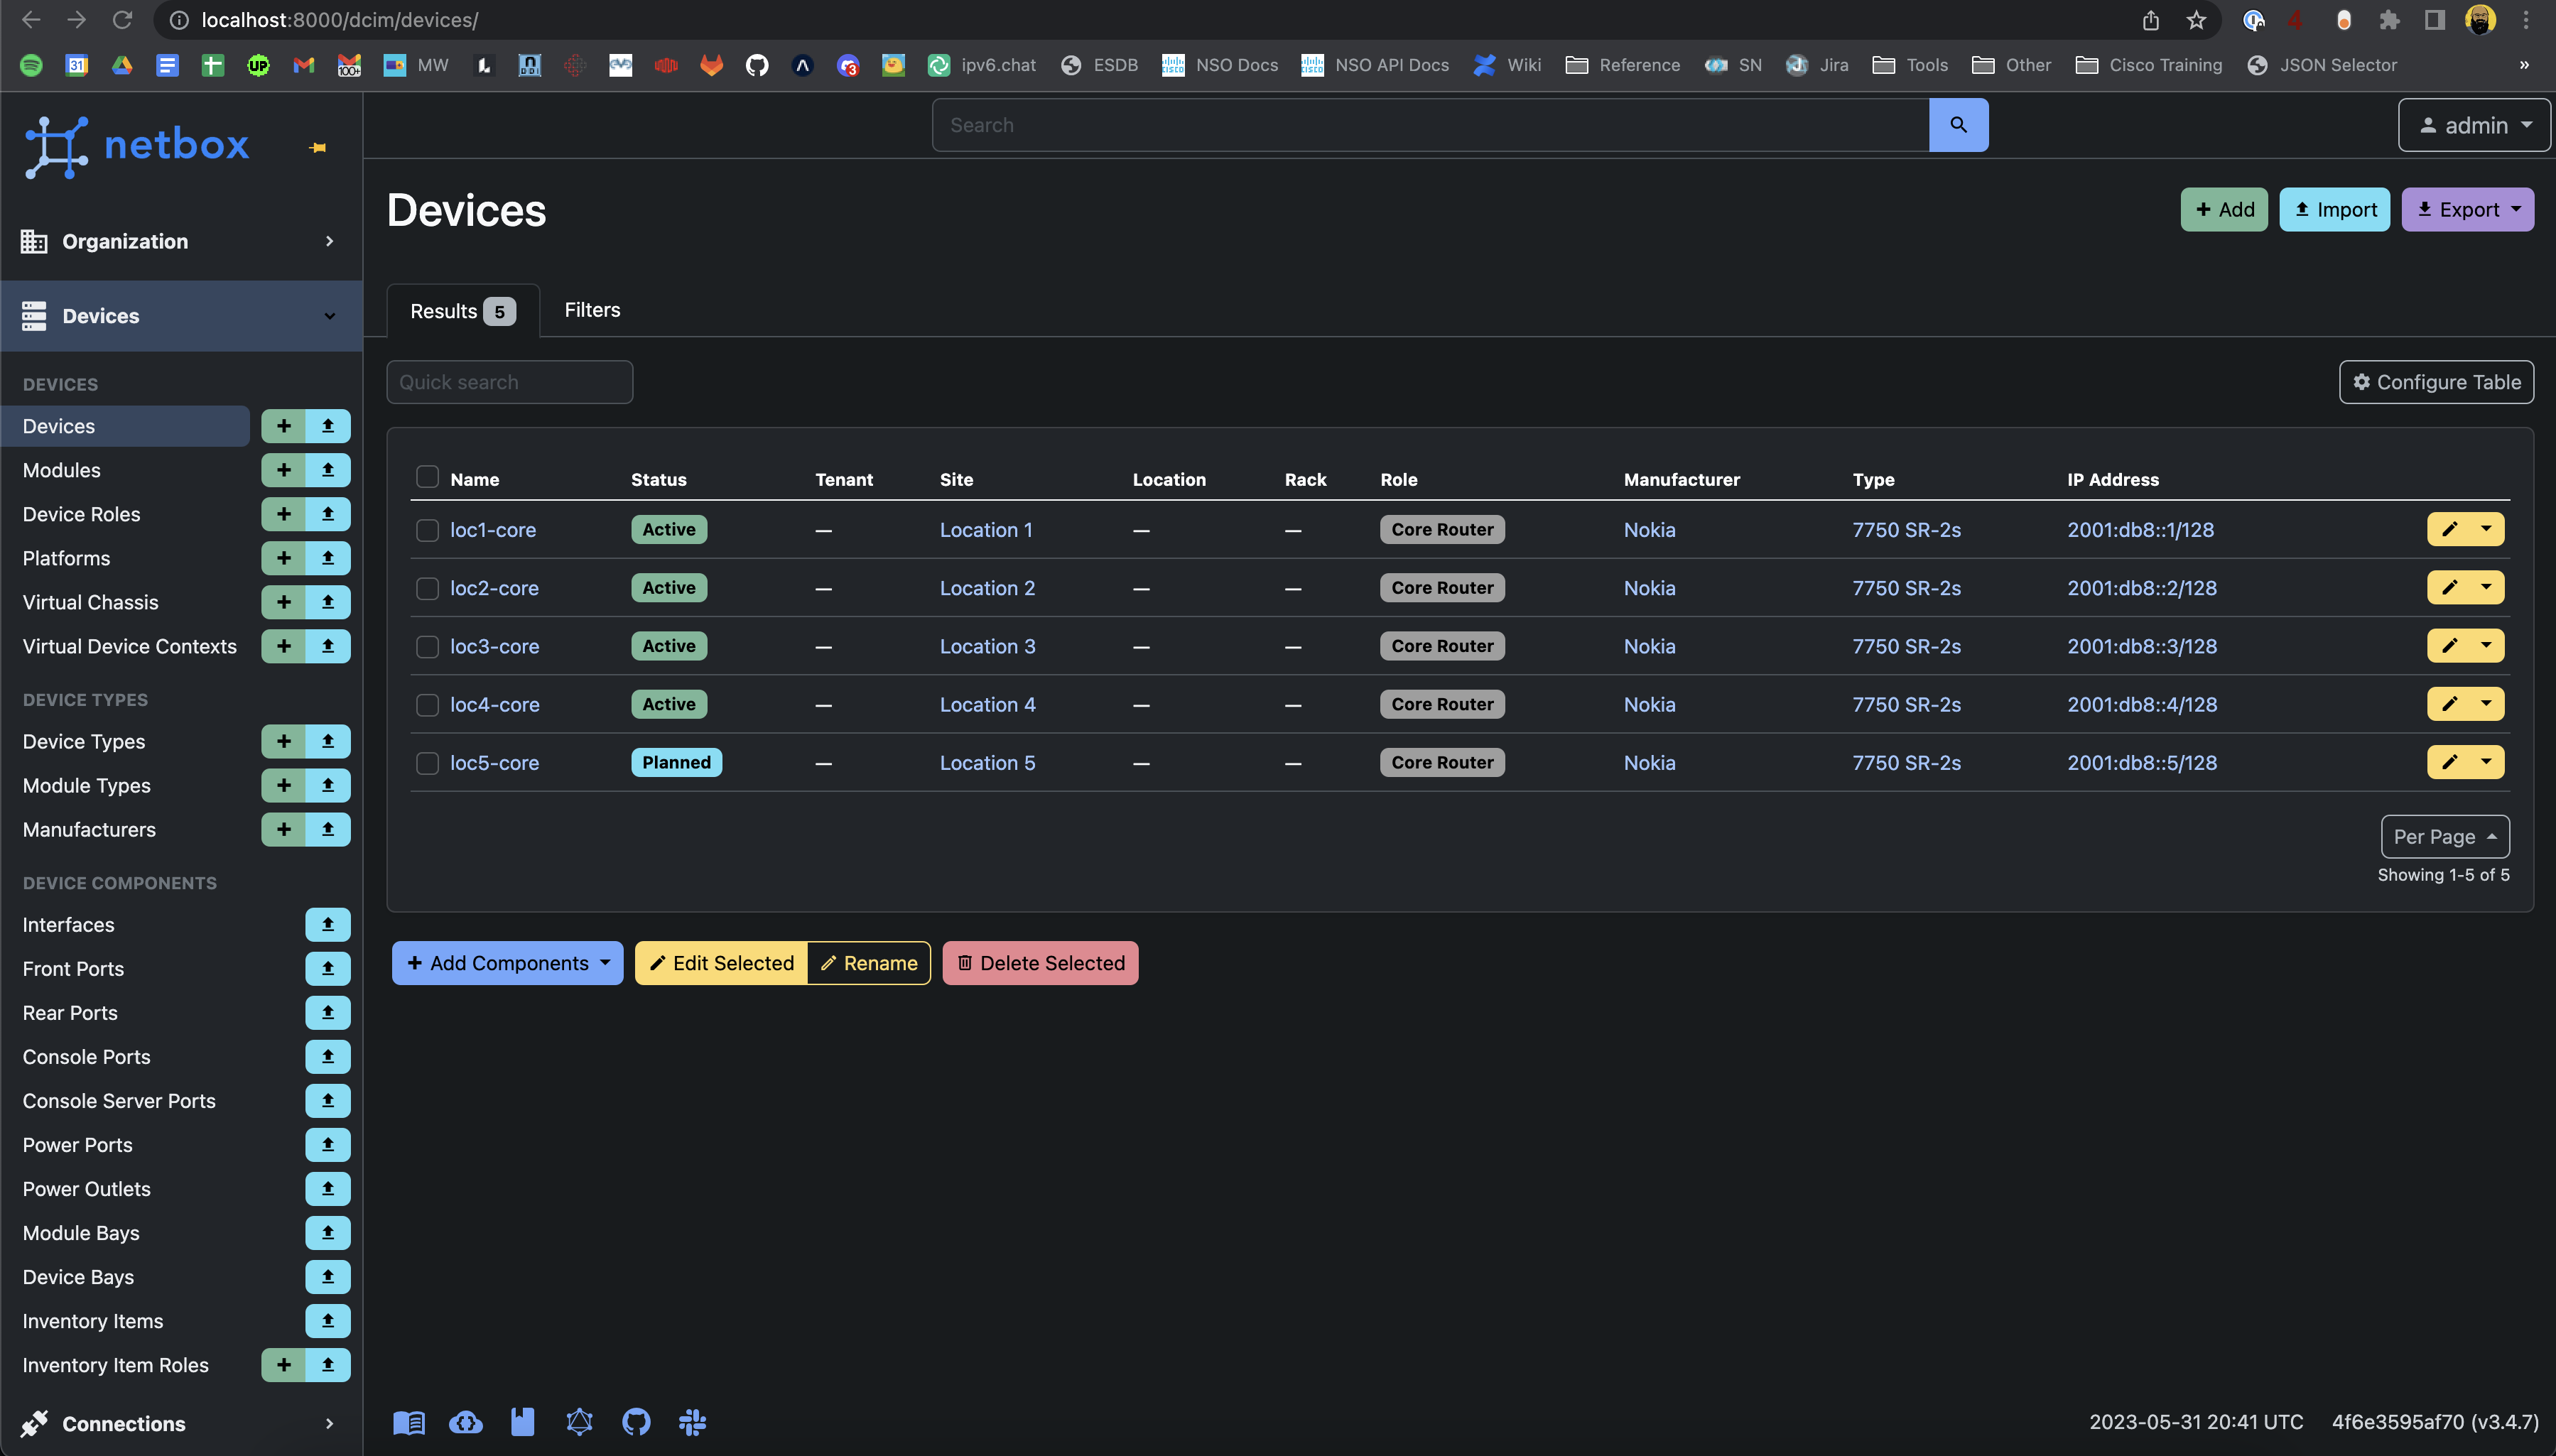 localhost:8000/dcim/devices/
31 UP 100+ MW 3 ipv6.chat ESDB NSO Docs NSO API Docs Wiki Reference SN Jira Tools Other Cisco Training JSON Selector »
netbox
Search
admin
Organization
Devices
DEVICES
Devices
Modules
Device Roles
Platforms
Virtual Chassis
Virtual Device Contexts
DEVICE TYPES
Device Types
Module Types
Manufacturers
DEVICE COMPONENTS
Interfaces
Front Ports
Rear Ports
Console Ports
Console Server Ports
Power Ports
Power Outlets
Module Bays
Device Bays
Inventory Items
Inventory Item Roles
Connections
Devices
+ Add Import Export
Results 5 Filters
Quick search
Configure Table
Name Status Tenant Site Location Rack Role Manufacturer Type IP Address
loc1-core Active — Location 1 — — Core Router Nokia 7750 SR-2s 2001:db8::1/128
loc2-core Active — Location 2 — — Core Router Nokia 7750 SR-2s 2001:db8::2/128
loc3-core Active — Location 3 — — Core Router Nokia 7750 SR-2s 2001:db8::3/128
loc4-core Active — Location 4 — — Core Router Nokia 7750 SR-2s 2001:db8::4/128
loc5-core Planned — Location 5 — — Core Router Nokia 7750 SR-2s 2001:db8::5/128
Per Page
Showing 1-5 of 5
+ Add Components Edit Selected Rename Delete Selected
2023-05-31 20:41 UTC 4f6e3595af70 (v3.4.7)